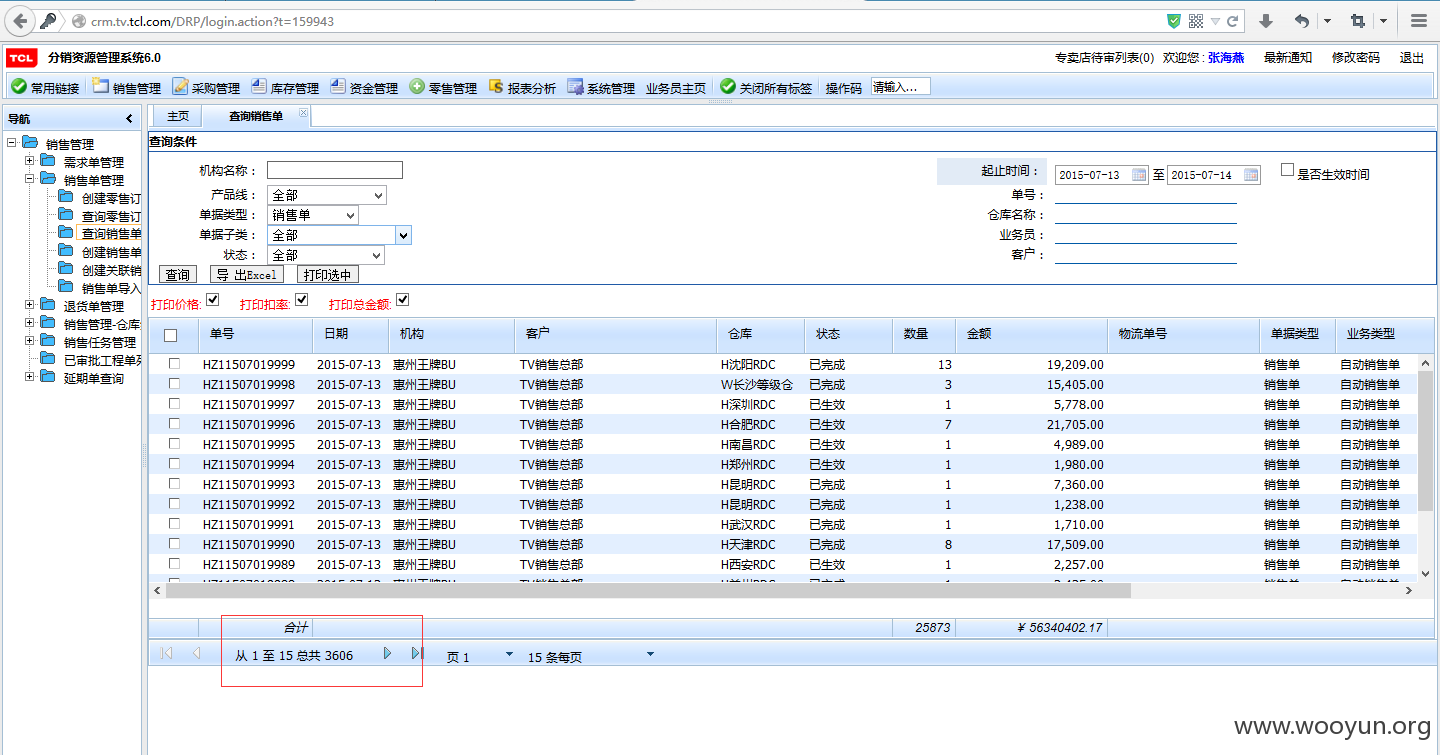 crm.tv.tcl.com/DRP/login.action?t=159943
TCL 分销资源管理系统6.0
专卖店待审列表(0) 欢迎您：张海燕 最新通知 修改密码 退出
常用链接 销售管理 采购管理 库存管理 资金管理 零售管理 报表分析 系统管理 业务员主页 关闭所有标签 操作码 请输入...
导航
主页 查询销售单
销售管理
需求单管理
销售单管理
创建零售订
查询零售订
查询销售单
创建销售单
创建关联销
销售单导入
退货单管理
销售管理-仓库
销售任务管理
已审批工程单列
延期单查询
查询条件
机构名称：
起止时间： 2015-07-13 至 2015-07-14 是否生效时间
产品线： 全部
单号：
单据类型： 销售单
仓库名称：
单据子类： 全部
业务员：
状态： 全部
客户：
查询 导 出Excel 打印选中
打印价格: 打印扣率: 打印总金额:
单号 日期 机构 客户 仓库 状态 数量 金额 物流单号 单据类型 业务类型
HZ11507019999 2015-07-13 惠州王牌BU TV销售总部 H沈阳RDC 已完成 13 19,209.00 销售单 自动销售单
HZ11507019998 2015-07-13 惠州王牌BU TV销售总部 W长沙等级仓 已完成 3 15,405.00 销售单 自动销售单
HZ11507019997 2015-07-13 惠州王牌BU TV销售总部 H深圳RDC 已生效 1 5,778.00 销售单 自动销售单
HZ11507019996 2015-07-13 惠州王牌BU TV销售总部 H合肥RDC 已生效 7 21,705.00 销售单 自动销售单
HZ11507019995 2015-07-13 惠州王牌BU TV销售总部 H南昌RDC 已生效 1 4,989.00 销售单 自动销售单
HZ11507019994 2015-07-13 惠州王牌BU TV销售总部 H郑州RDC 已生效 1 1,980.00 销售单 自动销售单
HZ11507019993 2015-07-13 惠州王牌BU TV销售总部 H昆明RDC 已完成 1 7,360.00 销售单 自动销售单
HZ11507019992 2015-07-13 惠州王牌BU TV销售总部 H昆明RDC 已完成 1 1,238.00 销售单 自动销售单
HZ11507019991 2015-07-13 惠州王牌BU TV销售总部 H武汉RDC 已完成 1 1,710.00 销售单 自动销售单
HZ11507019990 2015-07-13 惠州王牌BU TV销售总部 H天津RDC 已完成 8 17,509.00 销售单 自动销售单
HZ11507019989 2015-07-13 惠州王牌BU TV销售总部 H西安RDC 已生效 1 2,257.00 销售单 自动销售单
合计 25873 ¥ 56340402.17
从 1 至 15 总共 3606 页 1 15 条每页
www.wooyun.org